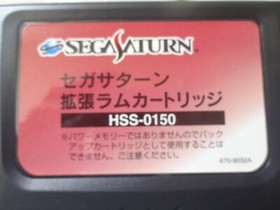 SEGASATURN™
セガサターン
拡張ラムカートリッジ
HSS-0150
※パワーメモリーではありませんのでバック
アップカートリッジとして使用することは
できません。ご注意ください。
670-9032A